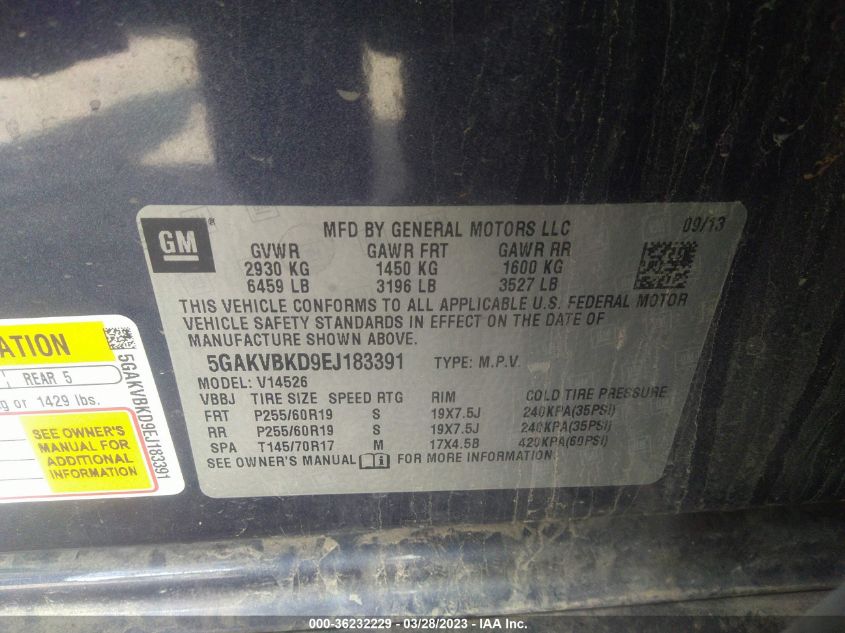 GM
MFD BY GENERAL MOTORS LLC 09/13
GVWR GAWR FRT GAWR RR
2930 KG 1450 KG 1600 KG
6459 LB 3196 LB 3527 LB
THIS VEHICLE CONFORMS TO ALL APPLICABLE U.S. FEDERAL MOTOR
VEHICLE SAFETY STANDARDS IN EFFECT ON THE DATE OF
MANUFACTURE SHOWN ABOVE.
5GAKVBKD9EJ183391 TYPE: M.P.V.
MODEL: V14526
VBBJ TIRE SIZE SPEED RTG RIM COLD TIRE PRESSURE
FRT P255/60R19 S 19X7.5J 240KPA(35PSI)
RR P255/60R19 S 19X7.5J 240KPA(35PSI)
SPA T145/70R17 M 17X4.5B 420KPA(60PSI)
SEE OWNER'S MANUAL i FOR MORE INFORMATION
REAR 5
or 1429 lbs.
SEE OWNER'S
MANUAL FOR
ADDITIONAL
INFORMATION
5GAKVBKD9EJ183391
000-36232229 - 03/28/2023 - IAA Inc.